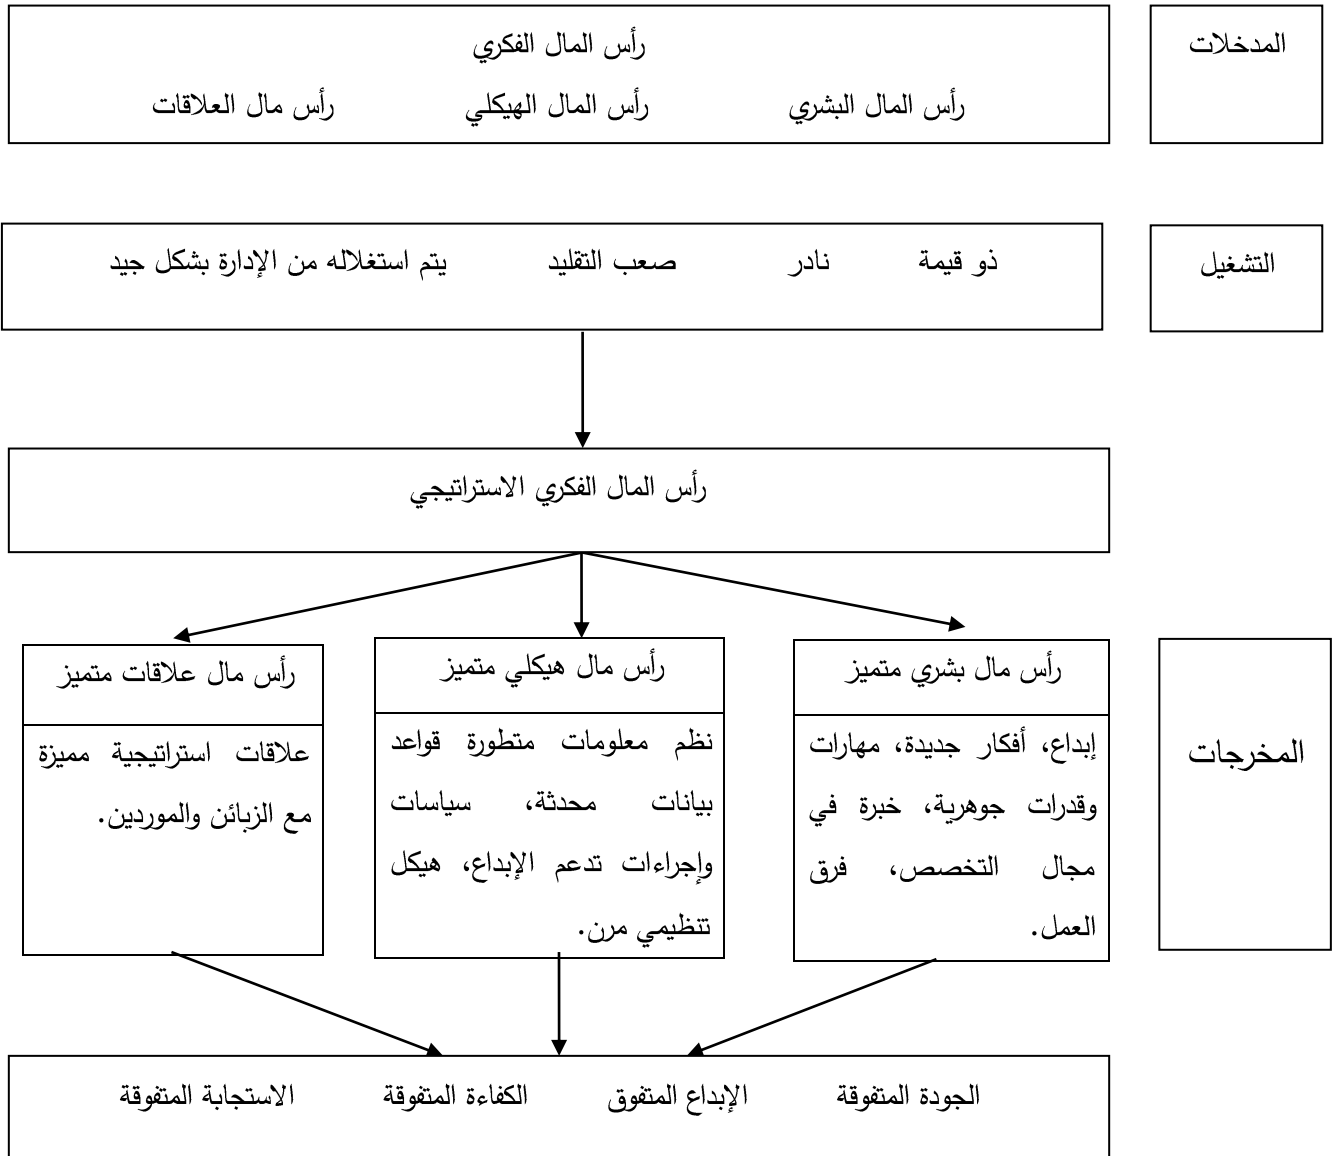 المدخلات
رأس المال الفكري
رأس المال البشري رأس المال الهيكلي رأس مال العلاقات
التشغيل
ذو قيمة نادر صعب التقليد يتم استغلاله من الإدارة بشكل جيد
رأس المال الفكري الاستراتيجي
المخرجات
رأس مال بشري متميز
إبداع، أفكار جديدة، مهارات
وقدرات جوهرية، خبرة في
مجال التخصص، فرق
العمل.
رأس مال هيكلي متميز
نظم معلومات متطورة قواعد
بيانات محدثة، سياسات
وإجراءات تدعم الإبداع، هيكل
تنظيمي مرن.
رأس مال علاقات متميز
علاقات استراتيجية مميزة
مع الزبائن والموردين.
الجودة المتفوقة الإبداع المتفوق الكفاءة المتفوقة الاستجابة المتفوقة